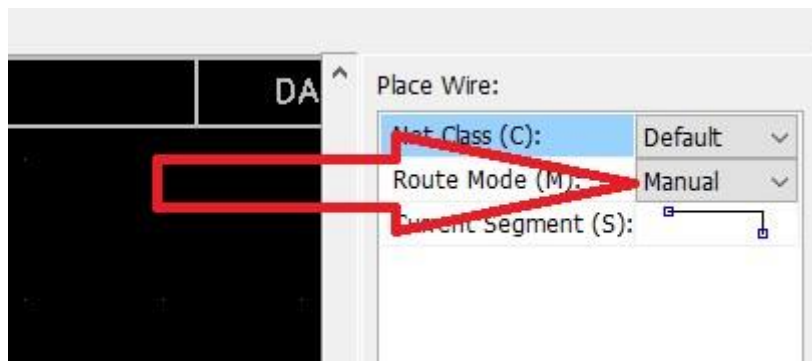 DA
Place Wire:
Net Class (C): Default
Route Mode (M): Manual
Current Segment (S):